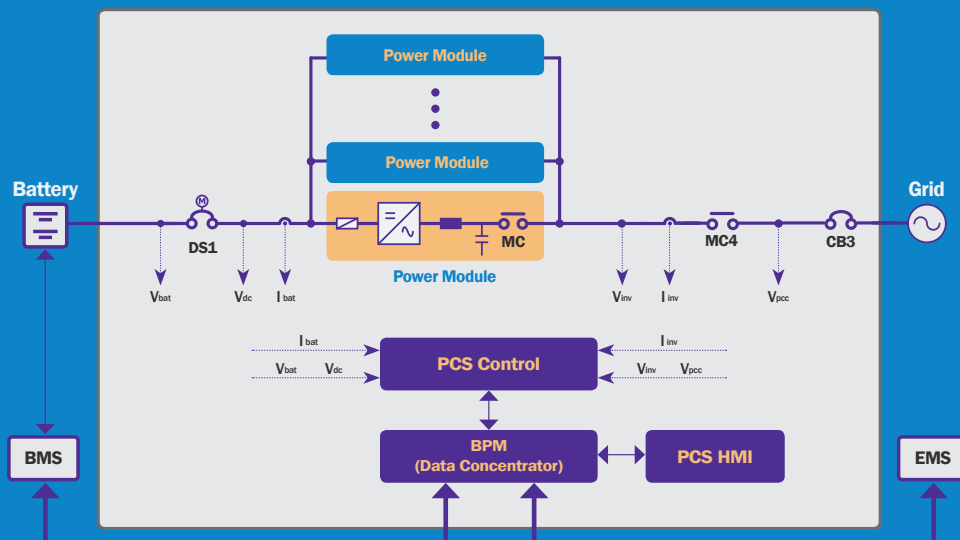 Power Module
Power Module
Battery
Grid
M
DS1
MC
MC4
CB3
Power Module
Vbat
Vdc
I bat
Vinv
I inv
Vpcc
I bat
I inv
PCS Control
Vbat
Vdc
Vinv
Vpcc
BPM
(Data Concentrator)
PCS HMI
BMS
EMS